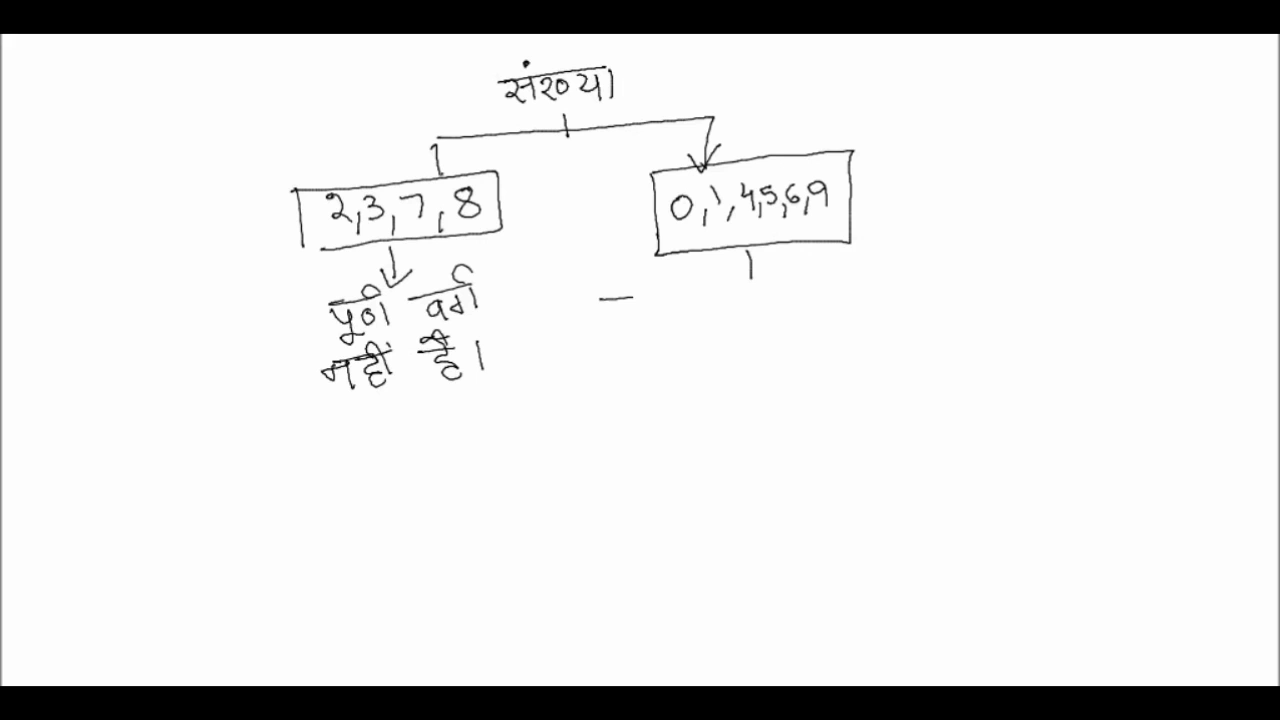 संख्या
2,3,7,8
0,1,4,5,6,9
पूर्ण वर्ग
नहीं है।